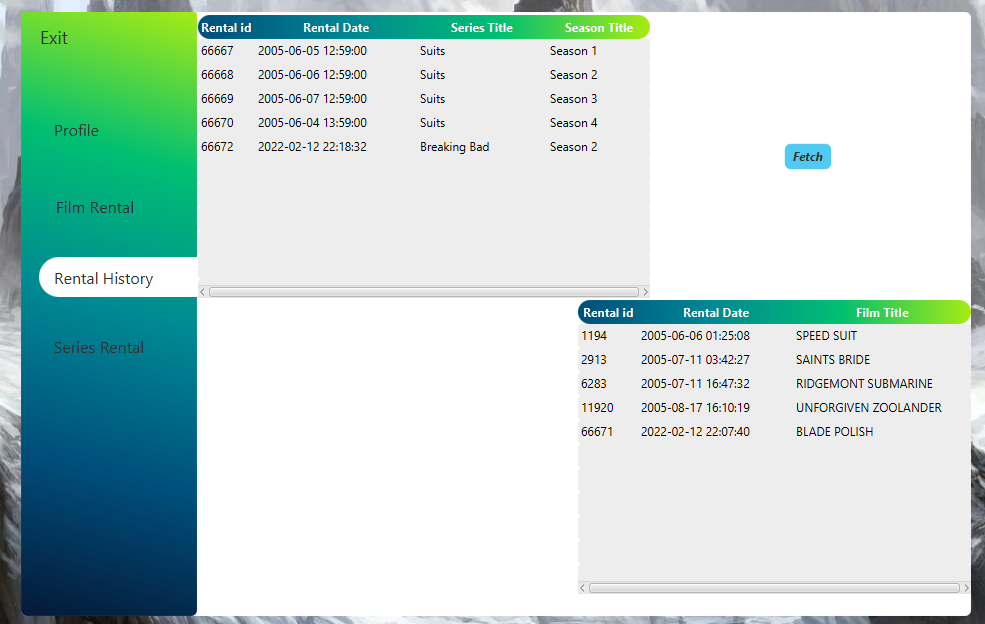 Exit
Profile
Film Rental
Rental History
Series Rental
Rental id Rental Date Series Title Season Title
66667 2005-06-05 12:59:00 Suits Season 1
66668 2005-06-06 12:59:00 Suits Season 2
66669 2005-06-07 12:59:00 Suits Season 3
66670 2005-06-04 13:59:00 Suits Season 4
66672 2022-02-12 22:18:32 Breaking Bad Season 2
Fetch
Rental id Rental Date Film Title
1194 2005-06-06 01:25:08 SPEED SUIT
2913 2005-07-11 03:42:27 SAINTS BRIDE
6283 2005-07-11 16:47:32 RIDGEMONT SUBMARINE
11920 2005-08-17 16:10:19 UNFORGIVEN ZOOLANDER
66671 2022-02-12 22:07:40 BLADE POLISH